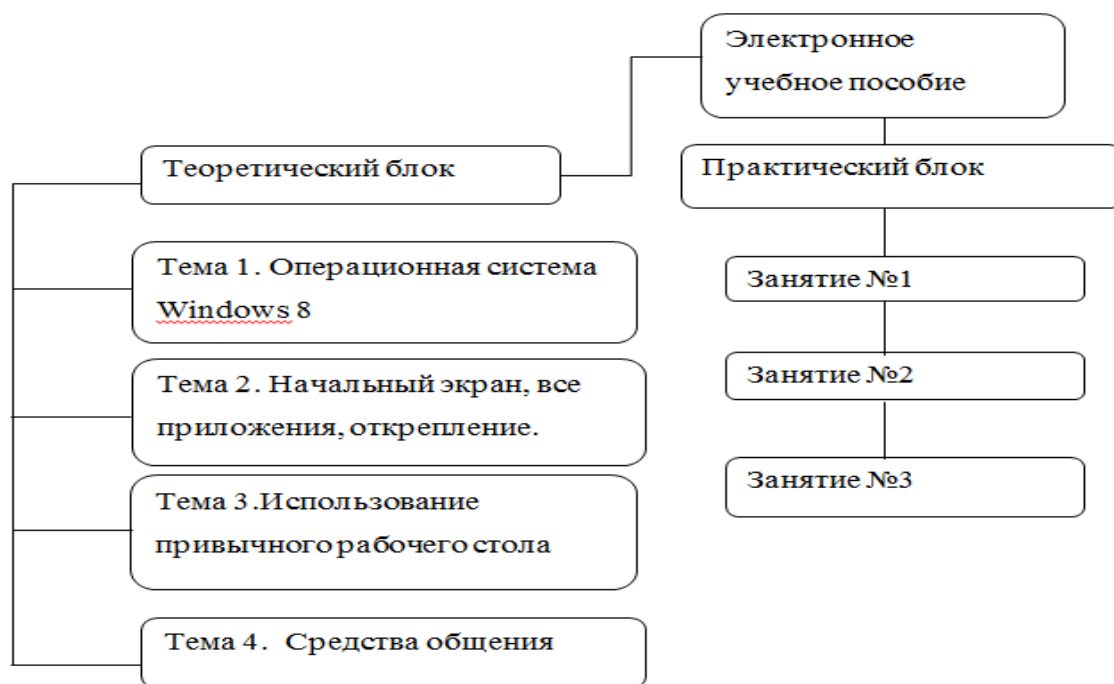 Электронное
учебное пособие
Теоретический блок
Практический блок
Тема 1. Операционная система
Windows 8
Тема 2. Начальный экран, все
приложения, открепление.
Тема 3.Использование
привычного рабочего стола
Тема 4. Средства общения
Занятие №1
Занятие №2
Занятие №3